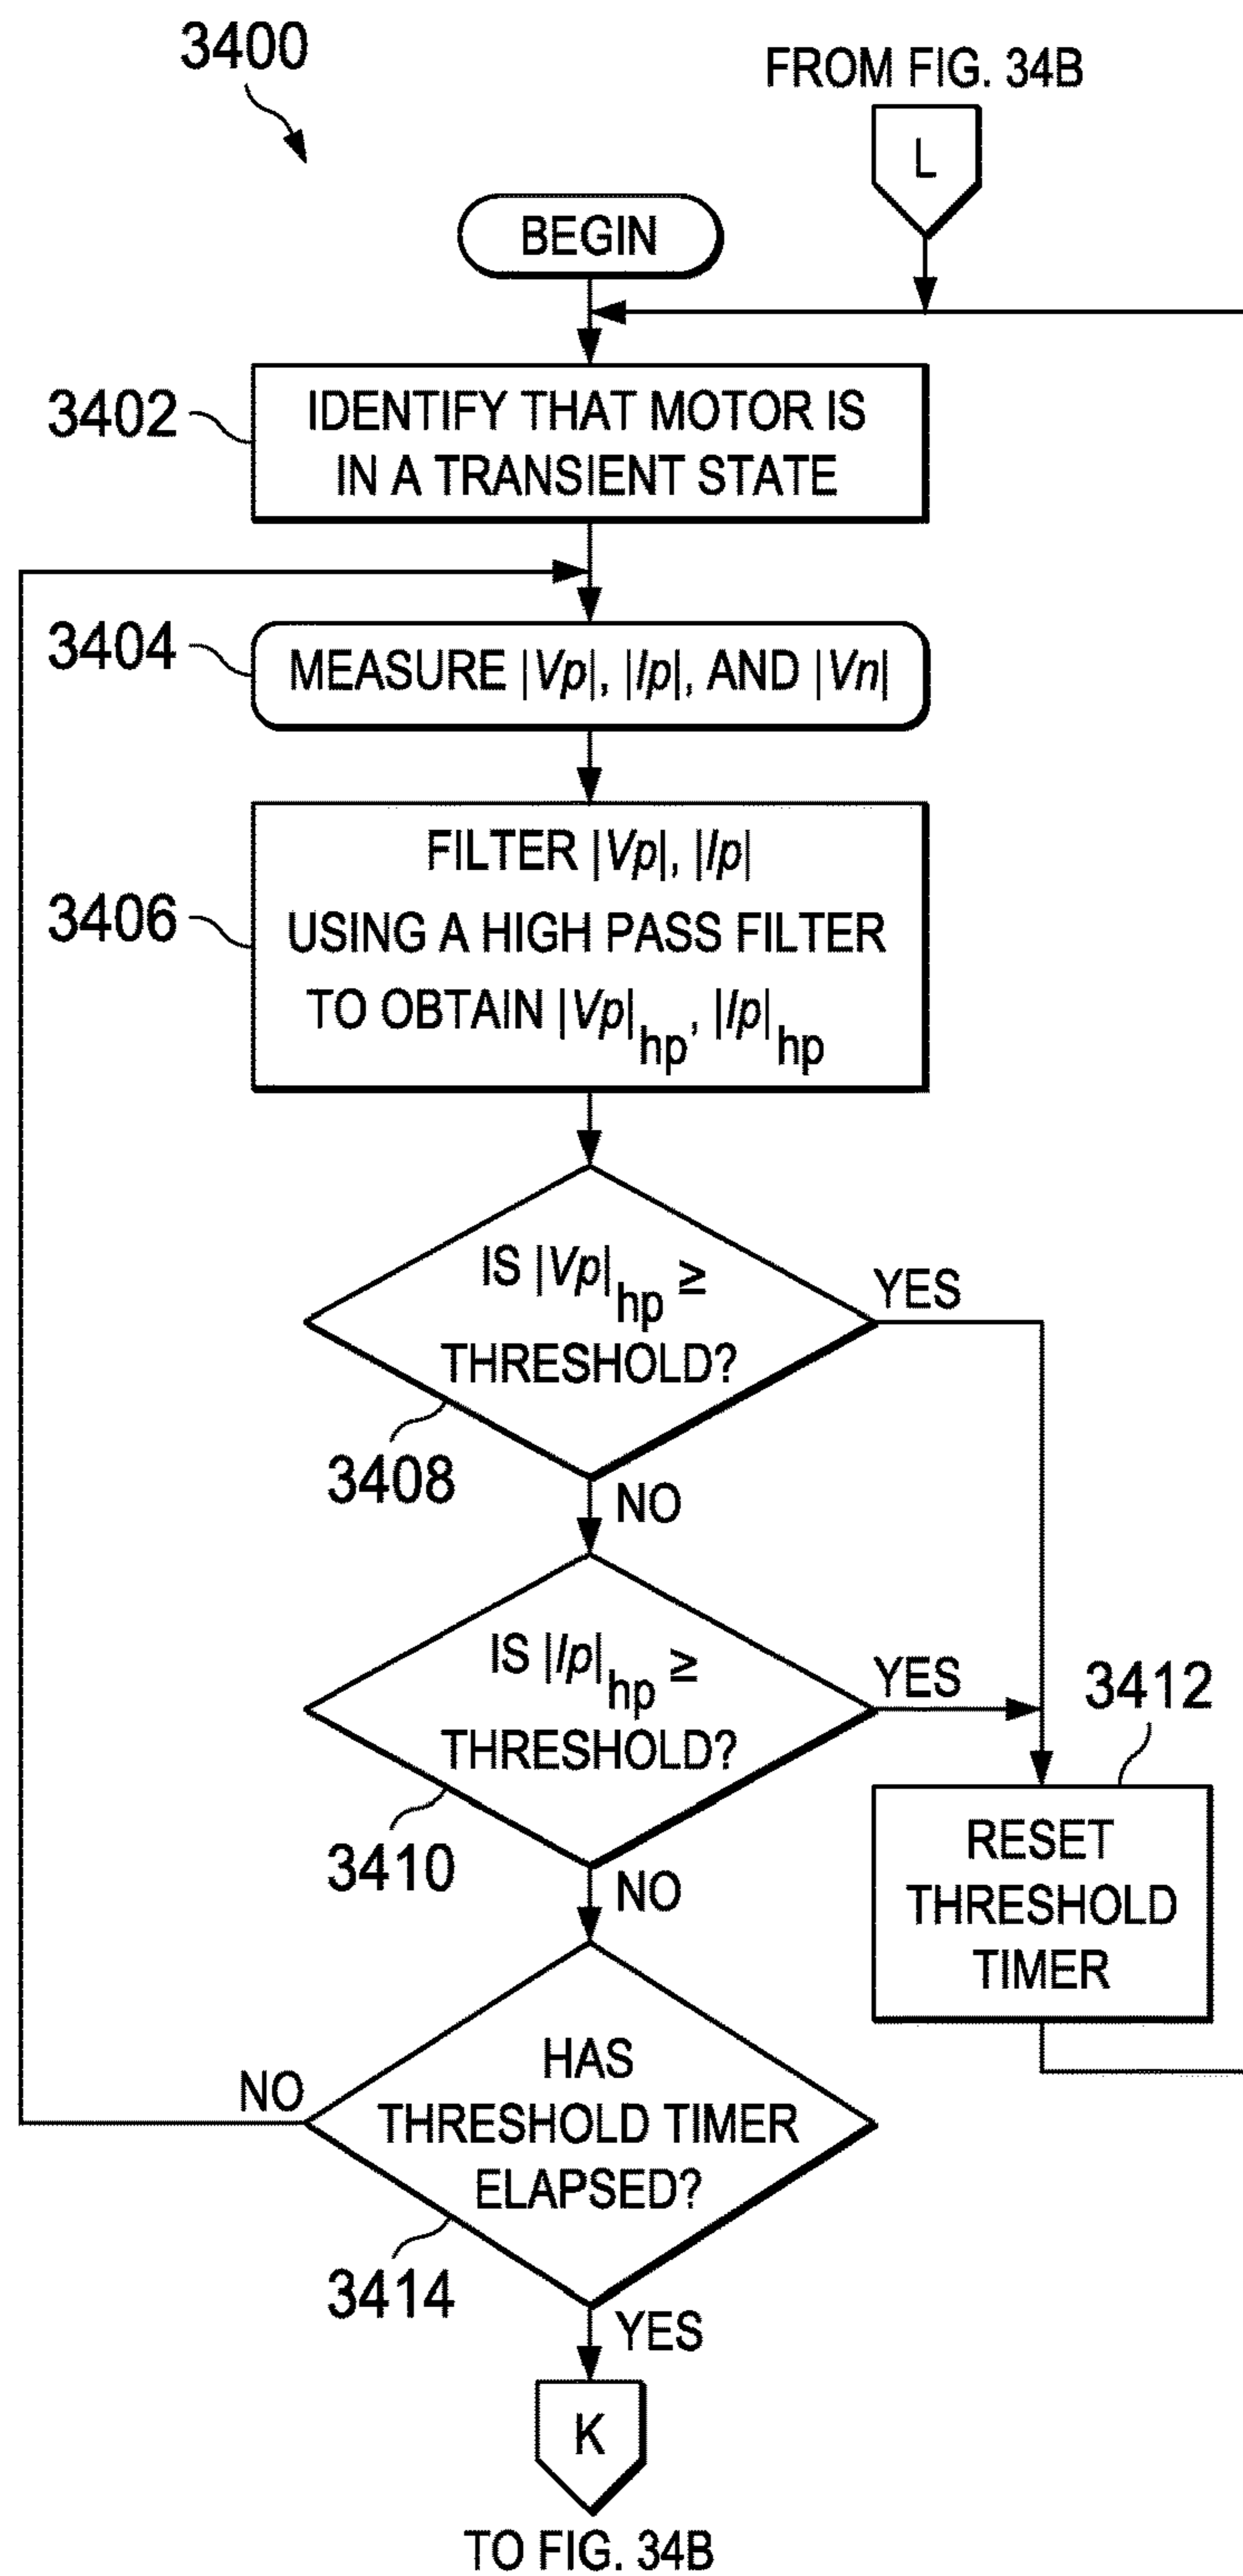 3400
FROM FIG. 34B
L
BEGIN
3402
IDENTIFY THAT MOTOR IS
IN A TRANSIENT STATE
3404
MEASURE |Vp|, |Ip|, AND |Vn|
3406
FILTER |Vp|, |Ip|
USING A HIGH PASS FILTER
TO OBTAIN |Vp|hp, |Ip|hp
IS |Vp|hp ≥
THRESHOLD?
YES
3408
NO
IS |Ip|hp ≥
THRESHOLD?
YES
3410
NO
3412
RESET
THRESHOLD
TIMER
HAS
THRESHOLD TIMER
ELAPSED?
NO
3414
YES
K
TO FIG. 34B